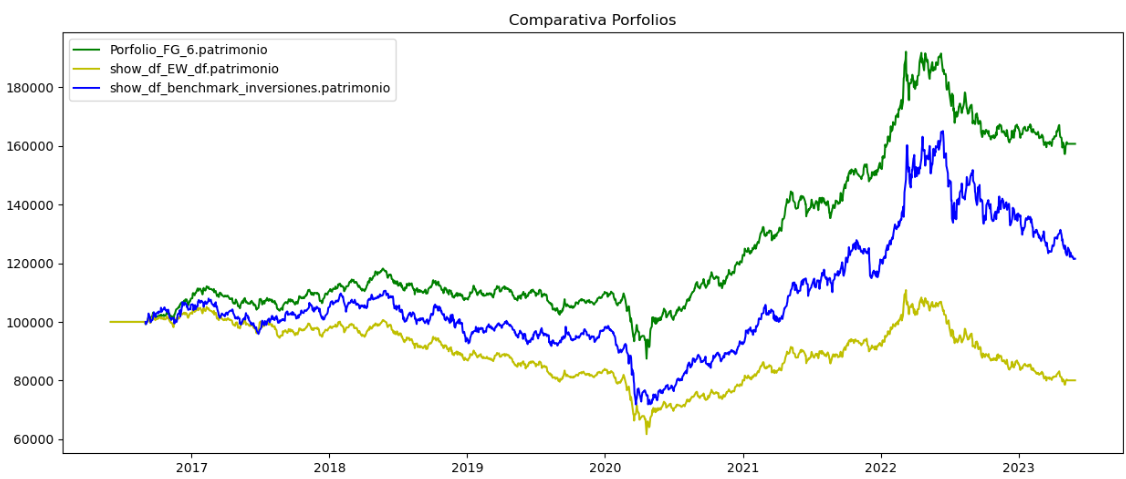 Comparativa Porfolios
Porfolio_FG_6.patrimonio
show_df_EW_df.patrimonio
show_df_benchmark_inversiones.patrimonio
180000
160000
140000
120000
100000
80000
60000
2017 2018 2019 2020 2021 2022 2023